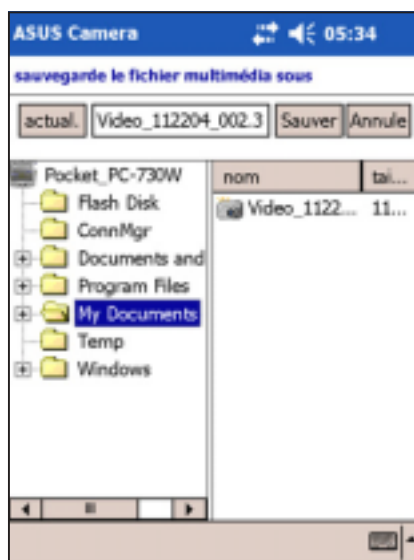 ASUS Camera 05:34
sauvegarde le fichier multimédia sous
actual. Video_112204_002.3 Sauver Annule
Pocket_PC-730W
Flash Disk
ConnMgr
Documents and
Program Files
My Documents
Temp
Windows
nom tai...
Video_1122... 11...